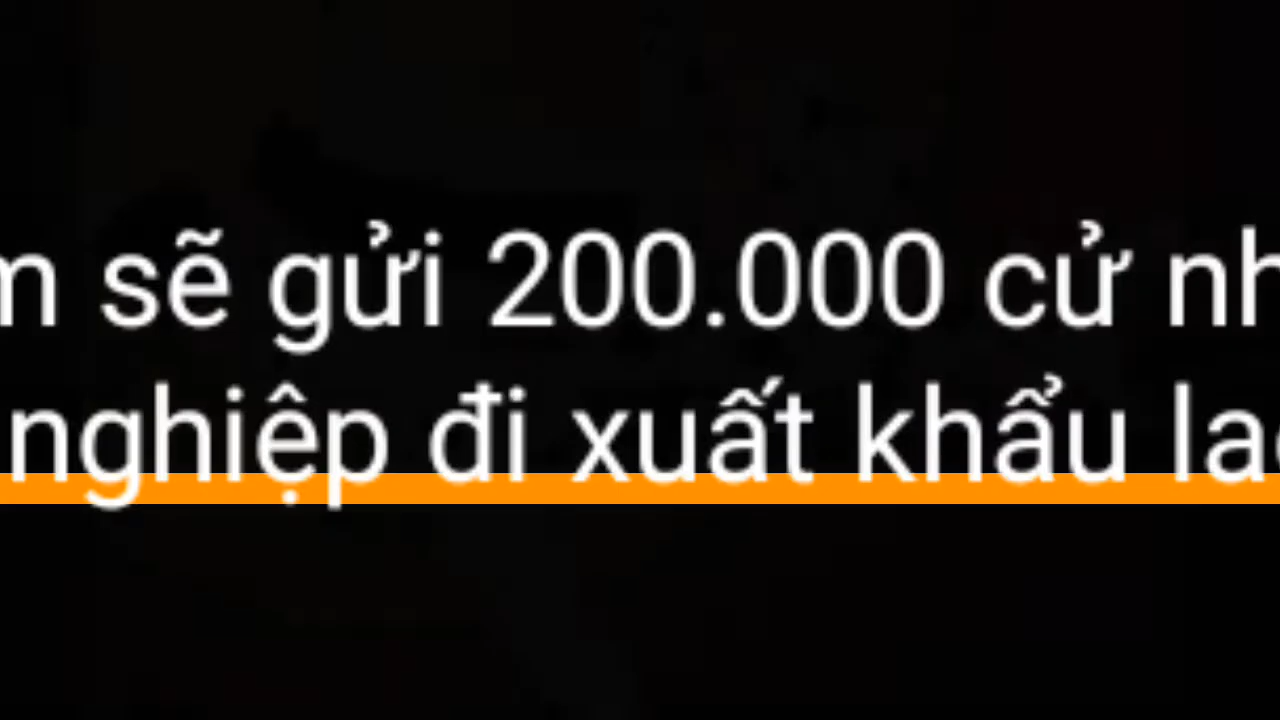 m sẽ gửi 200.000 cử nh
nghiệp đi xuất khẩu la